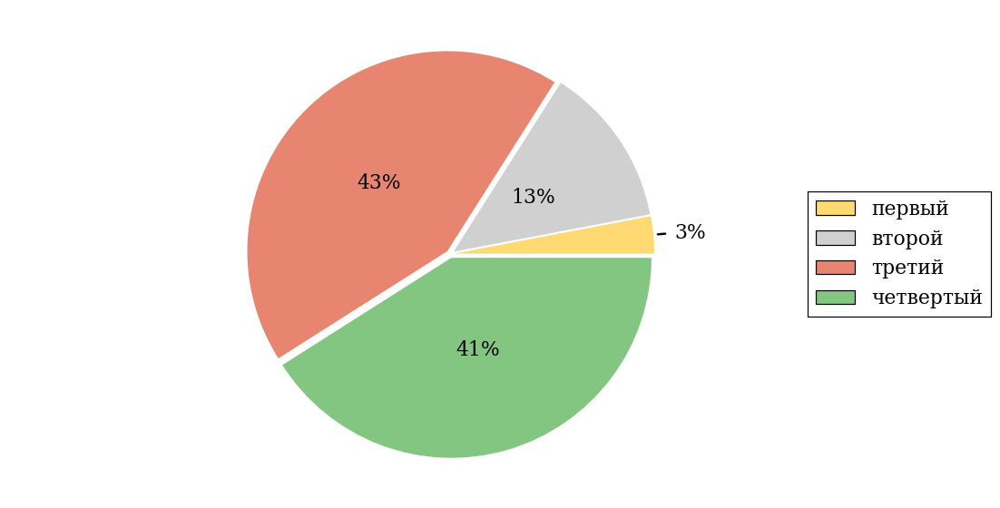 43%
13%
3%
41%
первый
второй
третий
четвертый